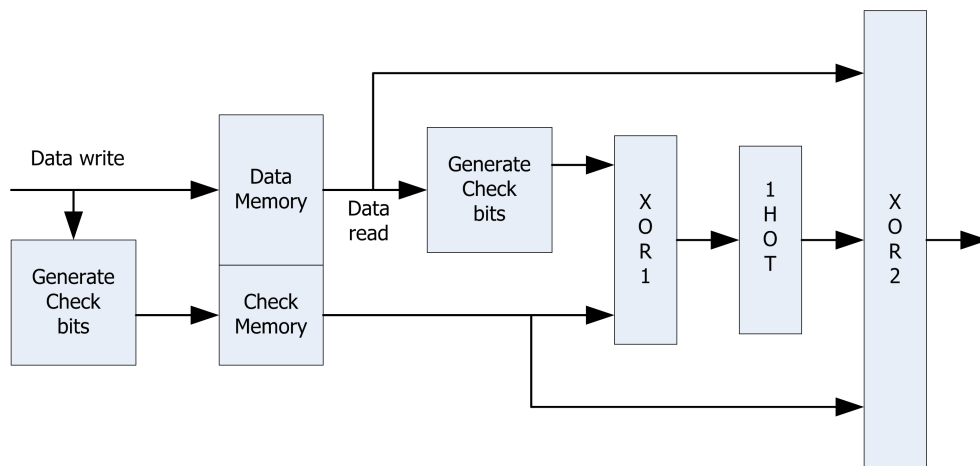 Data write
Generate
Check
bits
Data
Memory
Check
Memory
Data
read
Generate
Check
bits
X
O
R
1
1
H
O
T
X
O
R
2